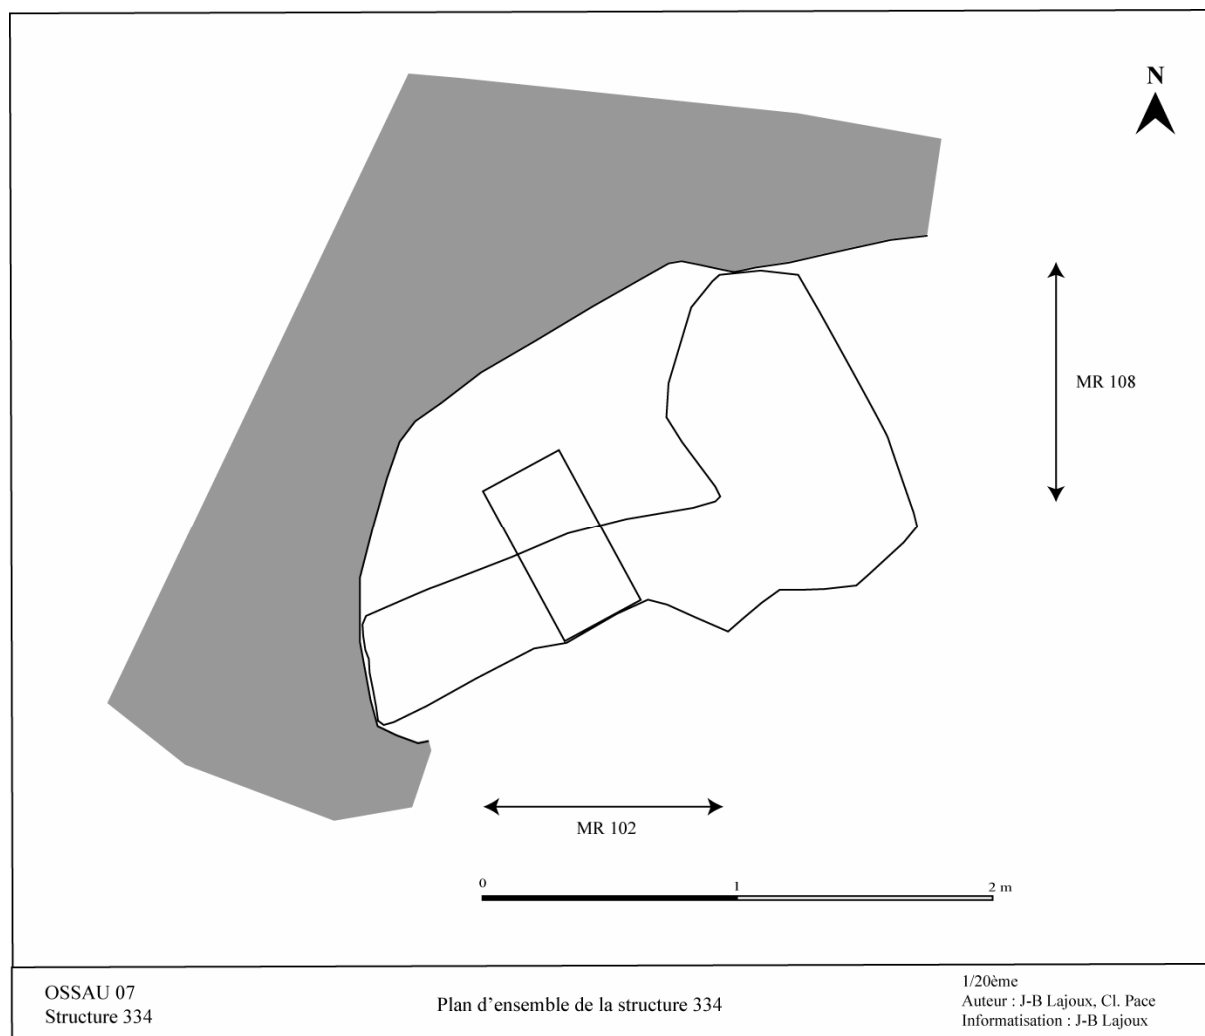 N
MR 108
MR 102
0 1 2 m
OSSAU 07
Structure 334
Plan d’ensemble de la structure 334
1/20ème
Auteur : J-B Lajoux, Cl. Pace
Informatisation : J-B Lajoux